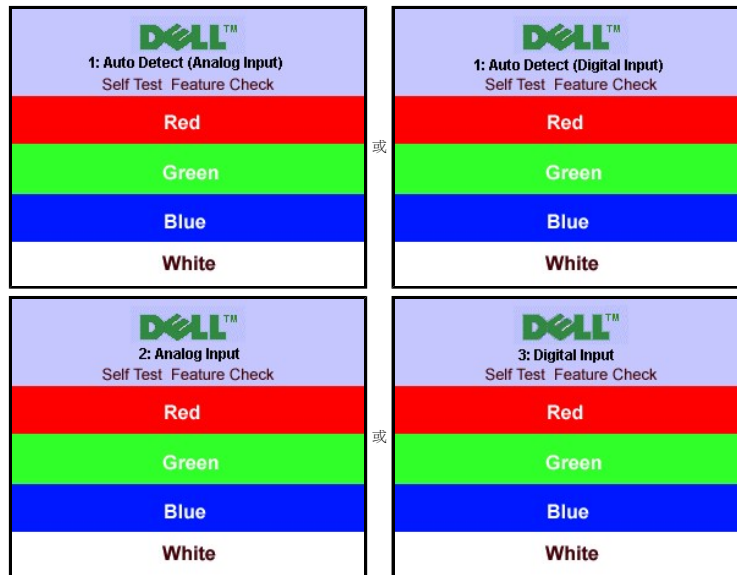 DELL™
1: Auto Detect (Analog Input)
Self Test Feature Check
Red
Green
Blue
White
或
DELL™
1: Auto Detect (Digital Input)
Self Test Feature Check
Red
Green
Blue
White
DELL™
2: Analog Input
Self Test Feature Check
Red
Green
Blue
White
或
DELL™
3: Digital Input
Self Test Feature Check
Red
Green
Blue
White